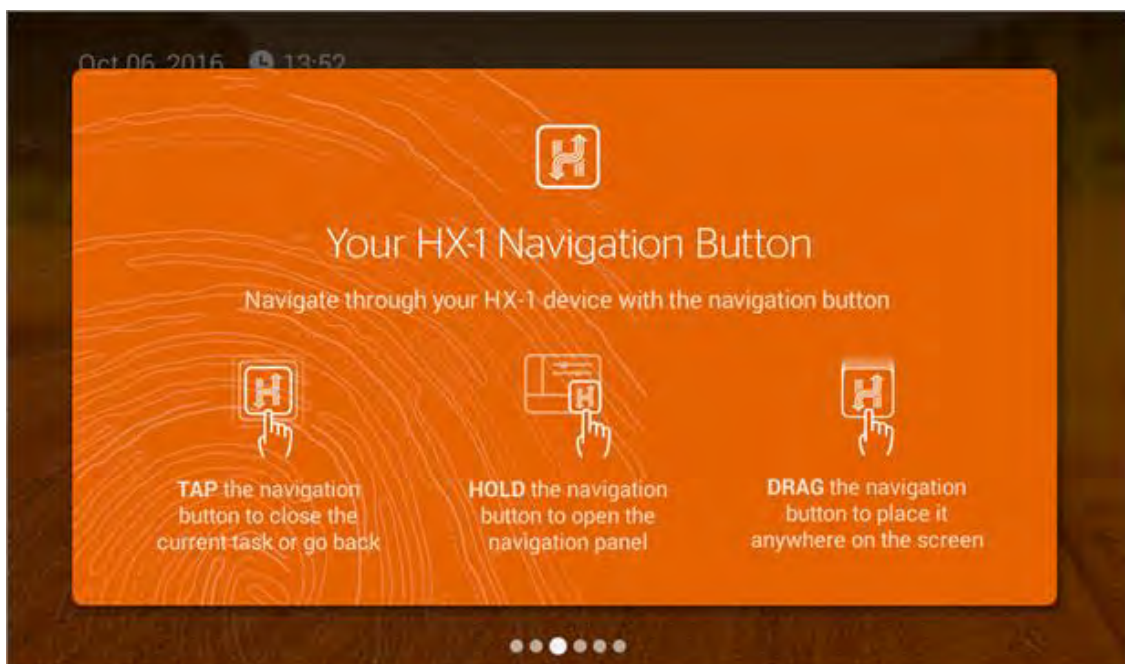 Oct 06, 2016 13:52
Your HX-1 Navigation Button
Navigate through your HX-1 device with the navigation button
TAP the navigation
button to close the
current task or go back
HOLD the navigation
button to open the
navigation panel
DRAG the navigation
button to place it
anywhere on the screen